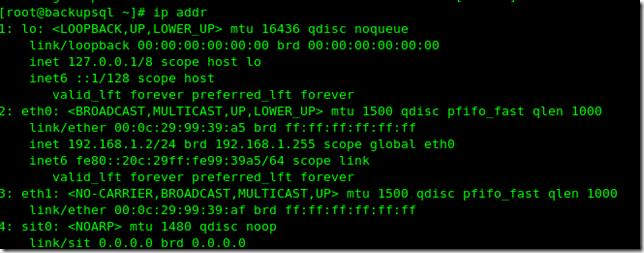 [root@backupsql ~]# ip addr
1: lo: <LOOPBACK,UP,LOWER_UP> mtu 16436 qdisc noqueue
link/loopback 00:00:00:00:00:00 brd 00:00:00:00:00:00
inet 127.0.0.1/8 scope host lo
inet6 ::1/128 scope host
valid_lft forever preferred_lft forever
2: eth0: <BROADCAST,MULTICAST,UP,LOWER_UP> mtu 1500 qdisc pfifo_fast qlen 1000
link/ether 00:0c:29:99:39:a5 brd ff:ff:ff:ff:ff:ff
inet 192.168.1.2/24 brd 192.168.1.255 scope global eth0
inet6 fe80::20c:29ff:fe99:39a5/64 scope link
valid_lft forever preferred_lft forever
3: eth1: <NO-CARRIER,BROADCAST,MULTICAST,UP> mtu 1500 qdisc pfifo_fast qlen 1000
link/ether 00:0c:29:99:39:af brd ff:ff:ff:ff:ff:ff
4: sit0: <NOARP> mtu 1480 qdisc noop
link/sit 0.0.0.0 brd 0.0.0.0